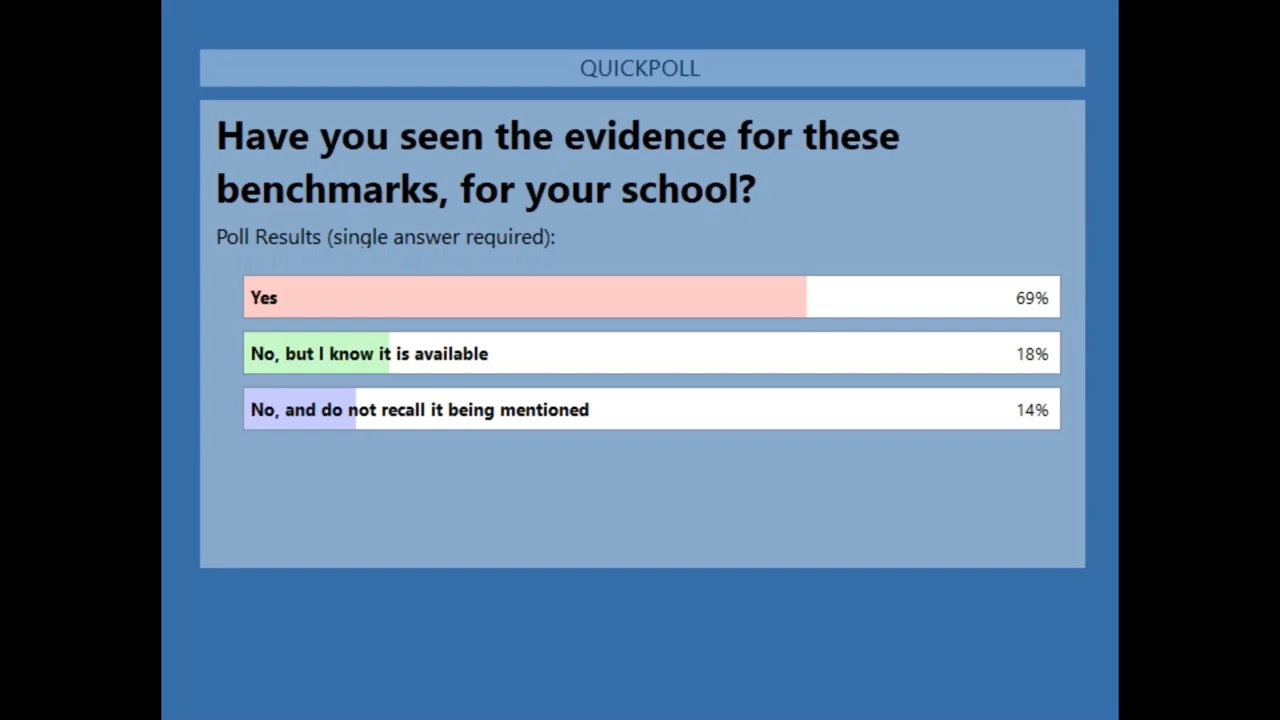 QUICKPOLL
Have you seen the evidence for these
benchmarks, for your school?
Poll Results (single answer required):
Yes 69%
No, but I know it is available 18%
No, and do not recall it being mentioned 14%